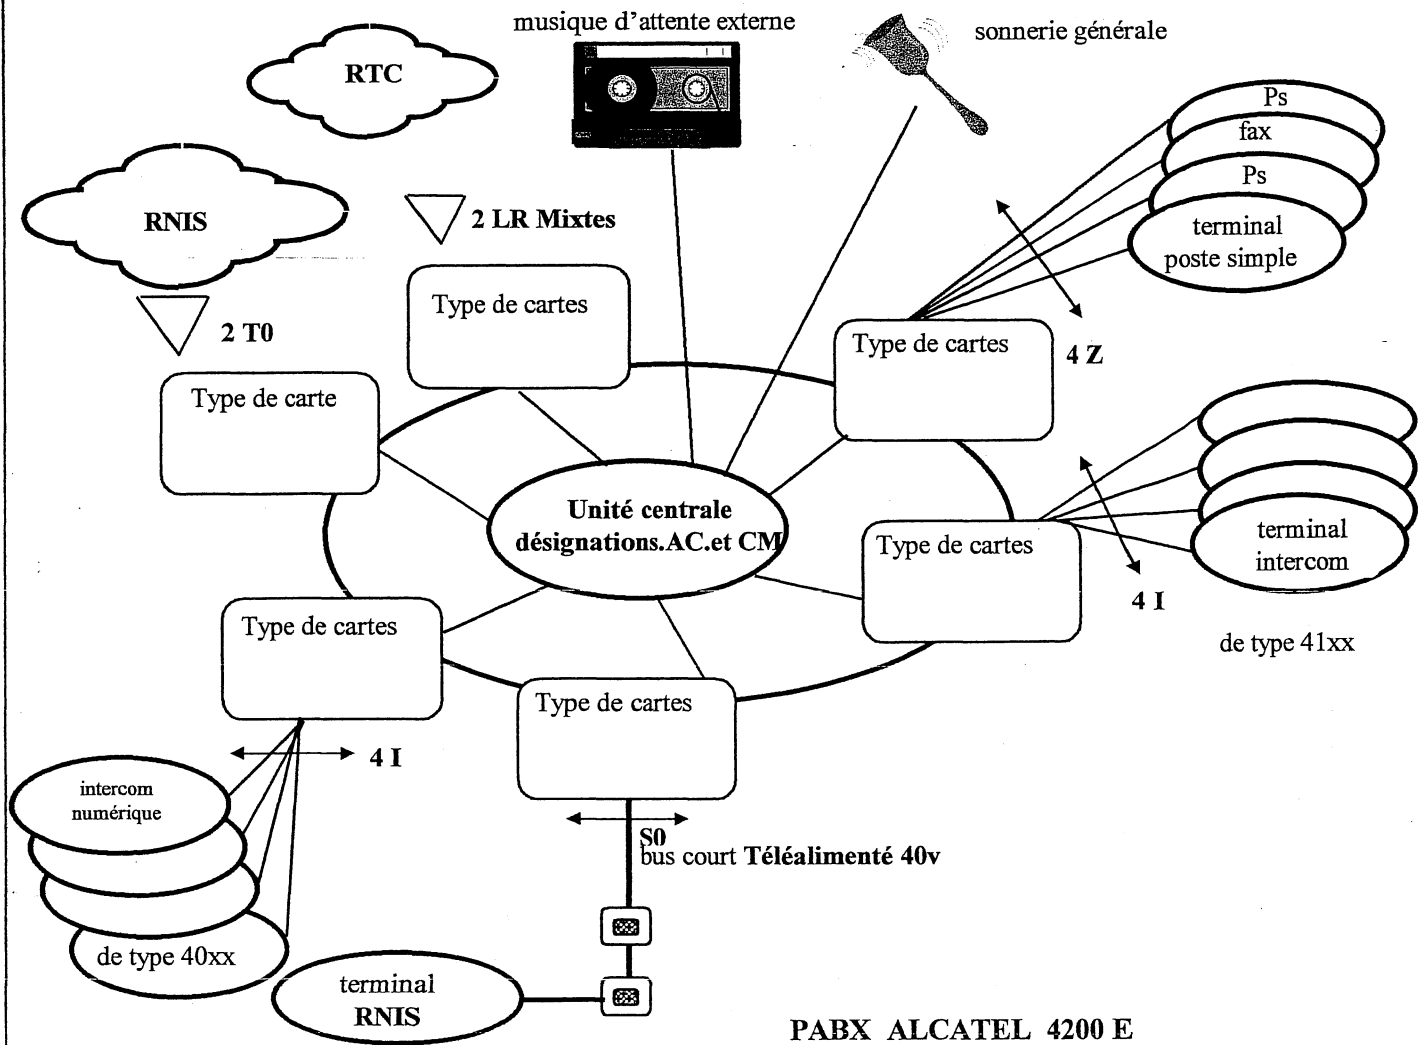 musique d'attente externe
sonnerie générale
RTC
Ps
fax
Ps
terminal
poste simple
RNIS
2 LR Mixtes
2 T0
Type de cartes
Type de cartes
4 Z
Type de carte
Unité centrale
désignations.AC.et CM
Type de cartes
terminal
intercom
4 I
de type 41xx
Type de cartes
Type de cartes
4 I
intercom
numérique
S0
bus court Téléalimenté 40v
de type 40xx
terminal
RNIS
PABX ALCATEL 4200 E